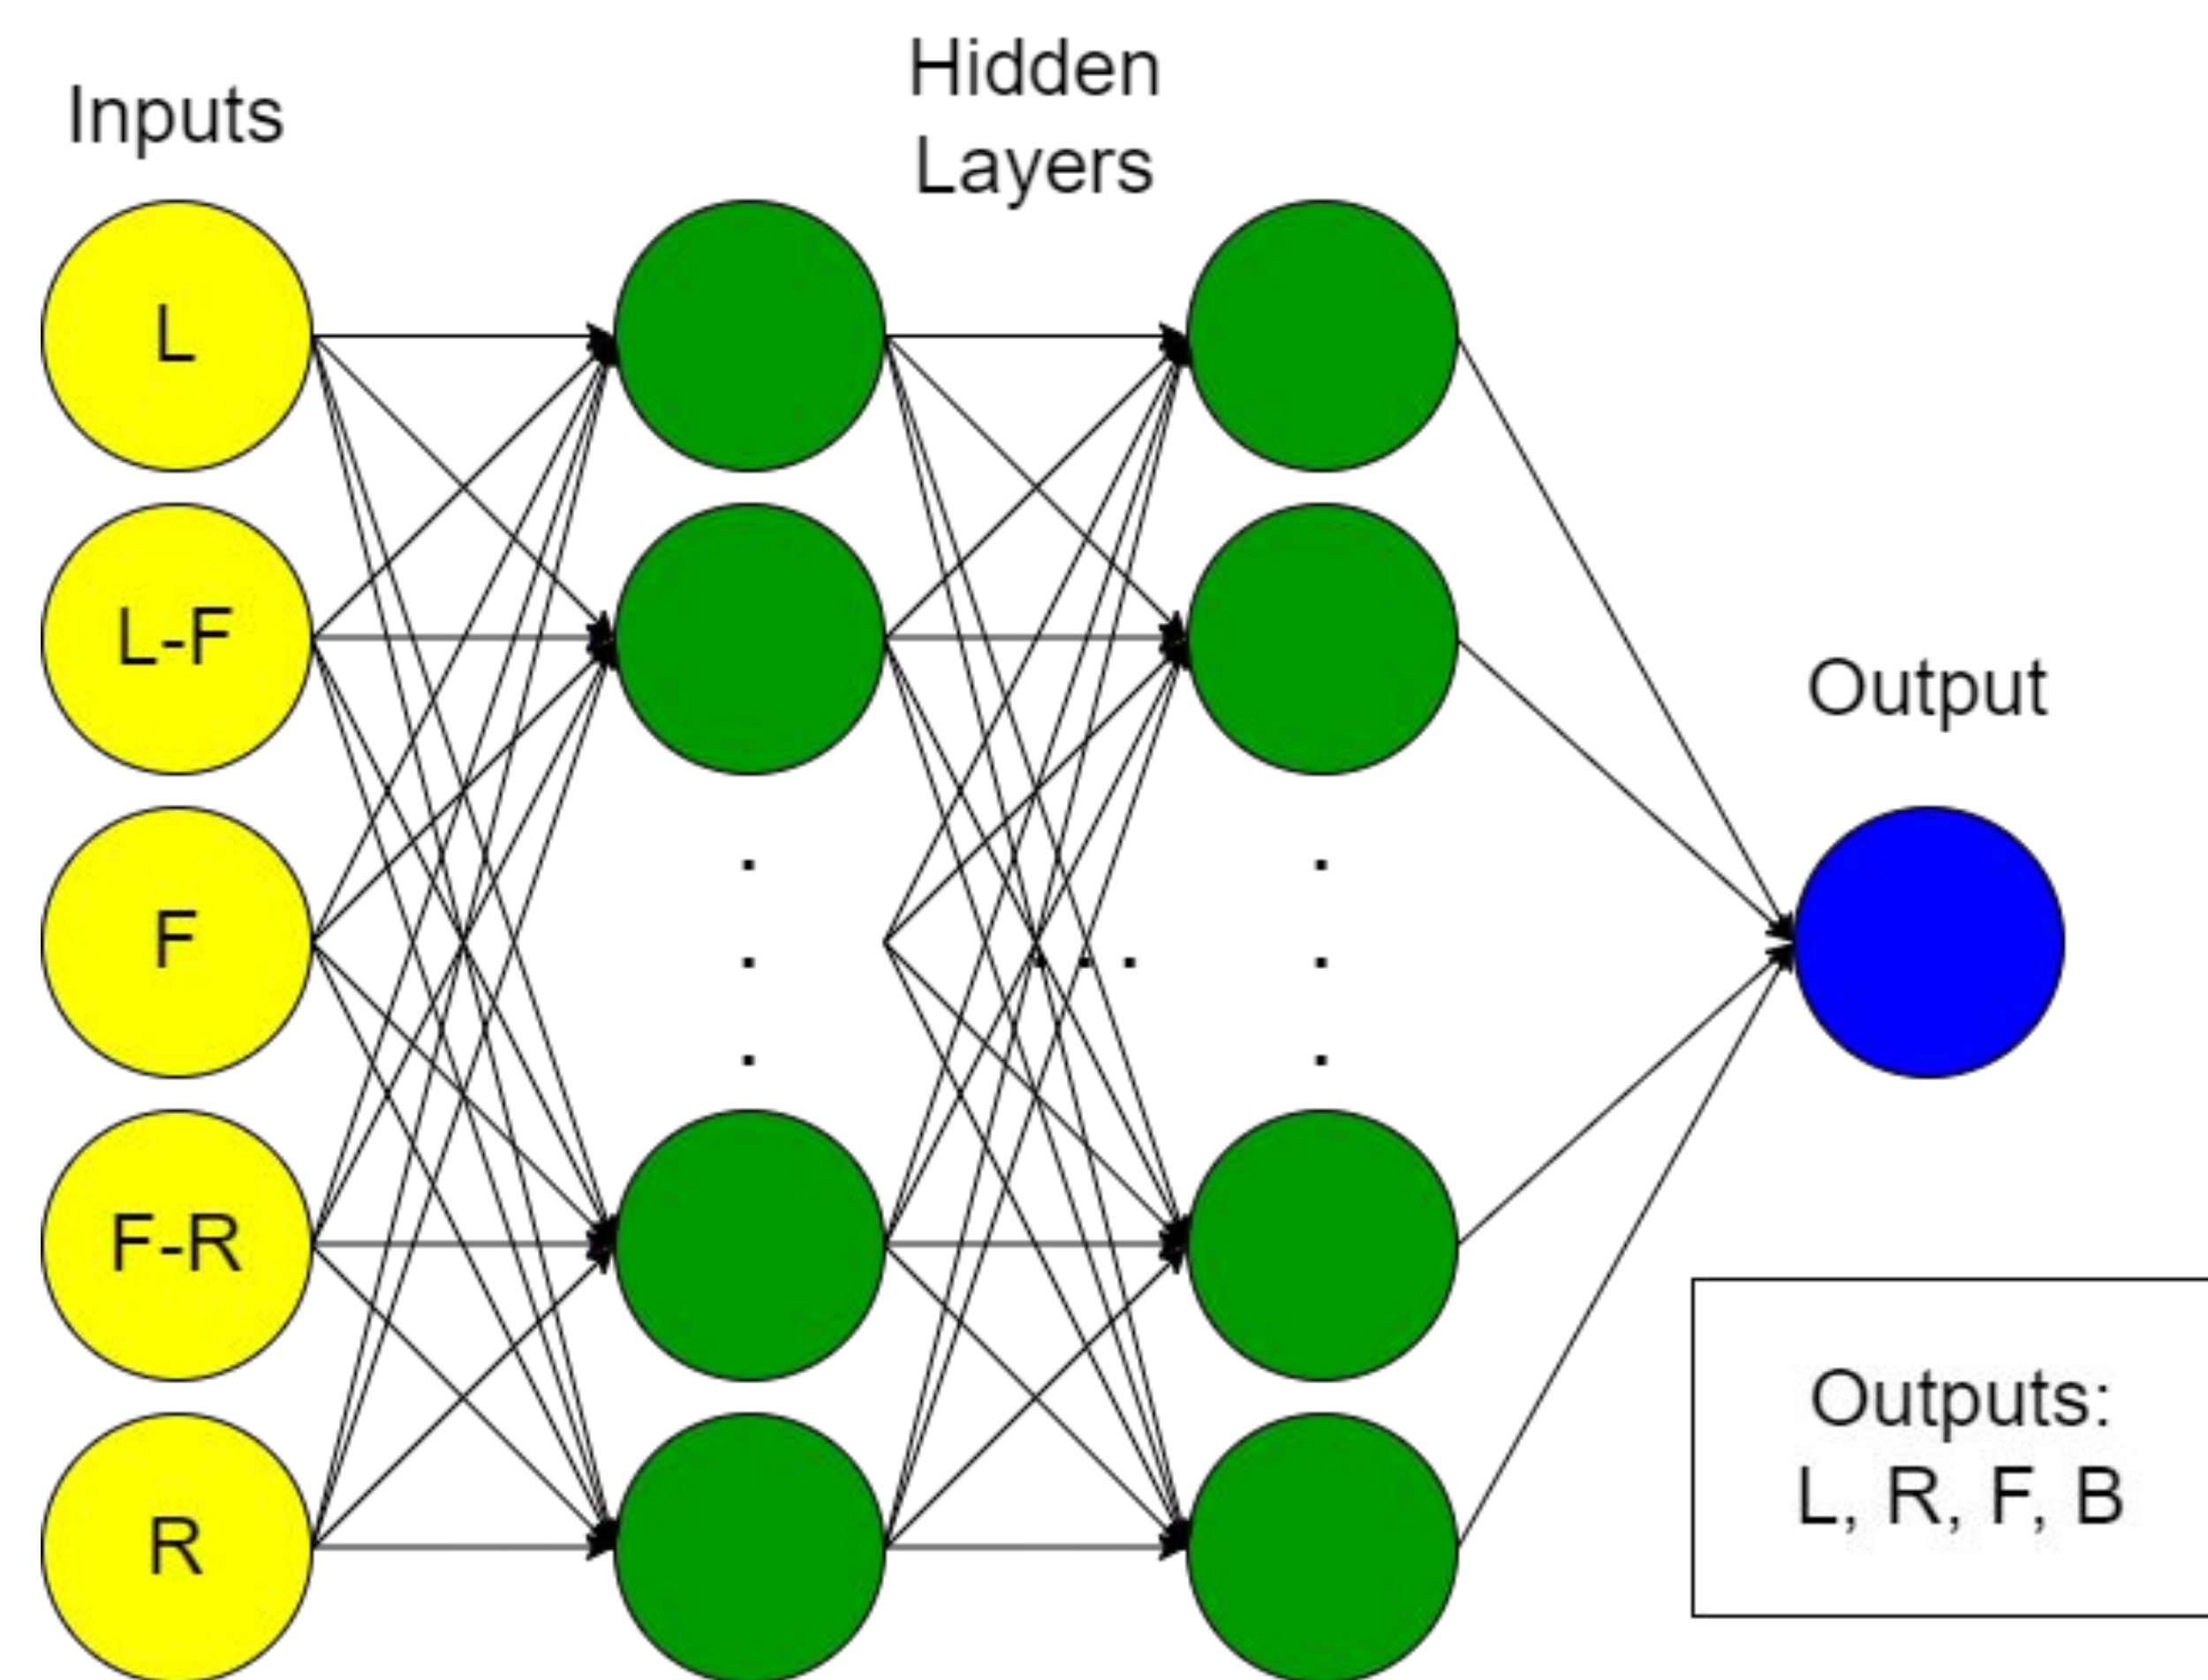 Inputs
Hidden
Layers
L
L-F
F
F-R
R
. . .
Output
Outputs:
L, R, F, B